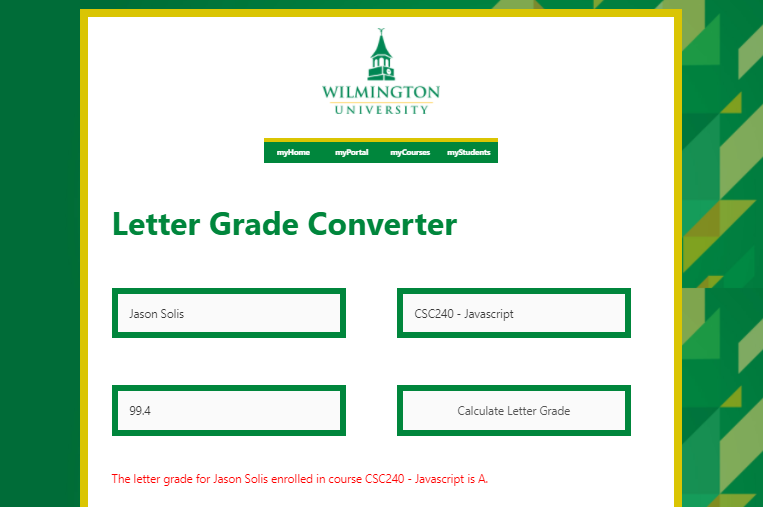 WILMINGTON
UNIVERSITY
myHome myPortal myCourses myStudents
Letter Grade Converter
Jason Solis CSC240 - Javascript
99.4 Calculate Letter Grade
The letter grade for Jason Solis enrolled in course CSC240 - Javascript is A.